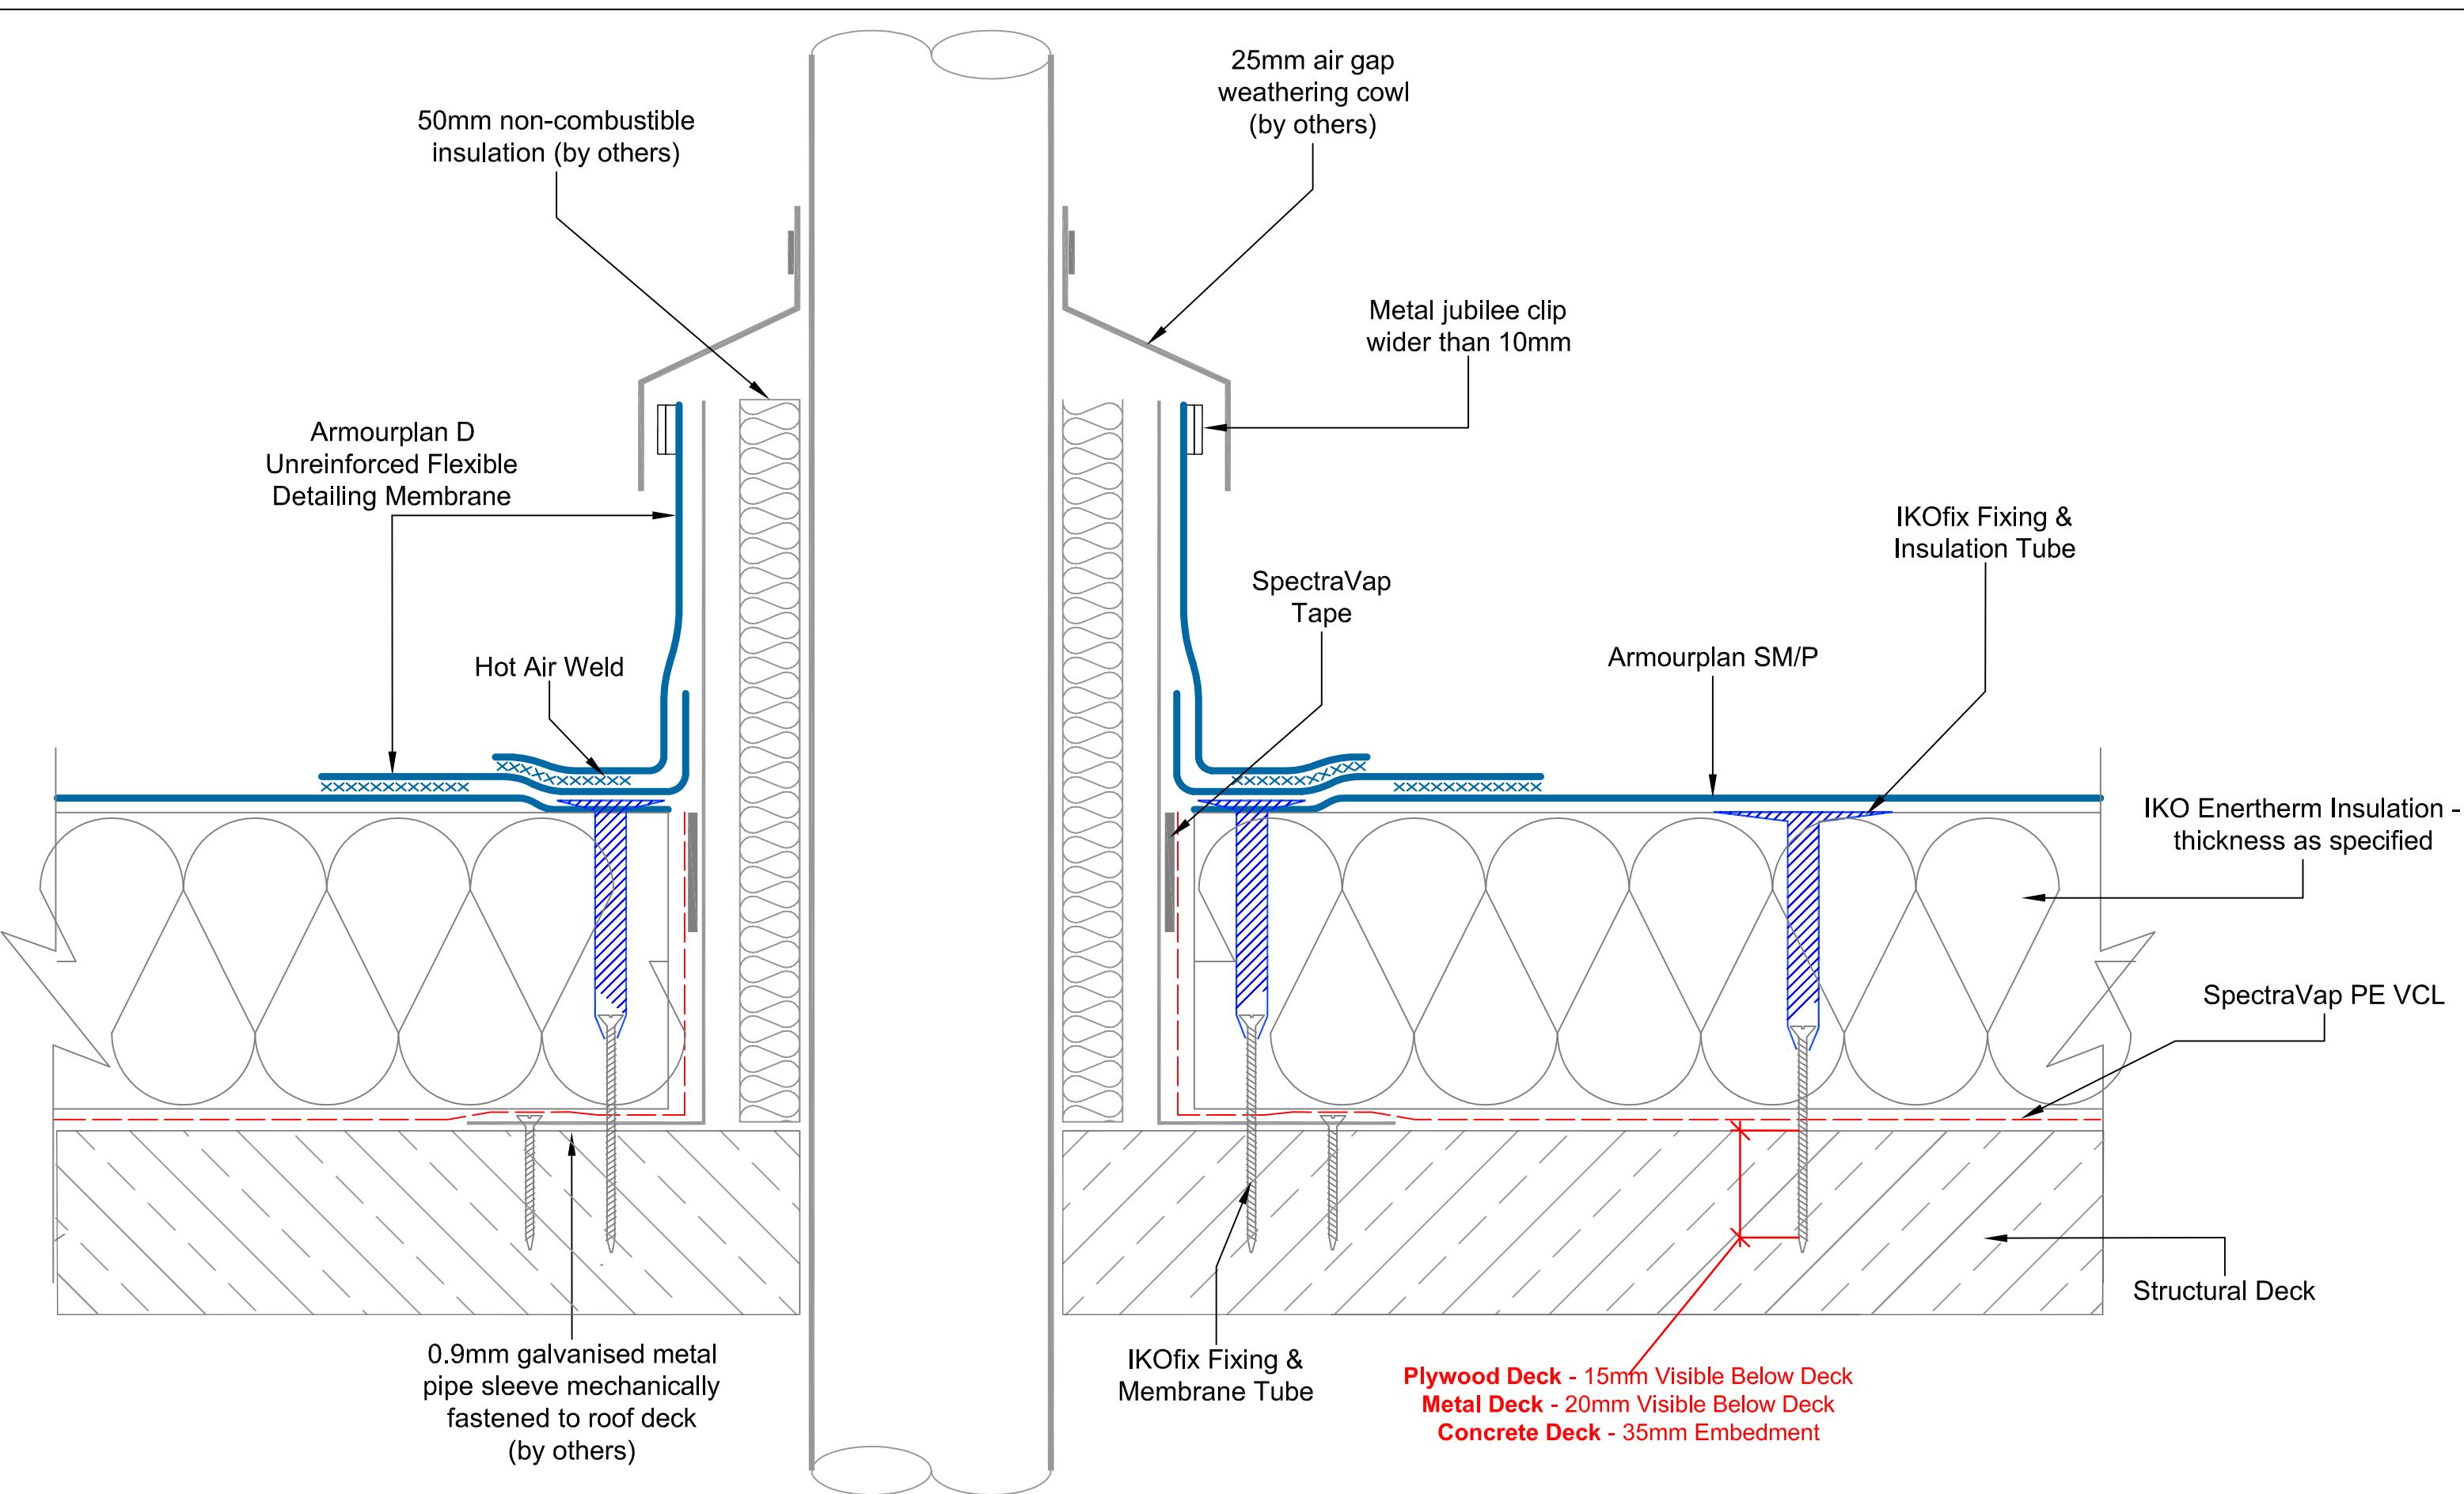 25mm air gap
weathering cowl
(by others)
50mm non-combustible
insulation (by others)
Metal jubilee clip
wider than 10mm
Armourplan D
Unreinforced Flexible
Detailing Membrane
IKOfix Fixing &
Insulation Tube
SpectraVap
Tape
Hot Air Weld
Armourplan SM/P
IKO Enertherm Insulation -
thickness as specified
SpectraVap PE VCL
Structural Deck
0.9mm galvanised metal
pipe sleeve mechanically
fastened to roof deck
(by others)
IKOfix Fixing &
Membrane Tube
Plywood Deck - 15mm Visible Below Deck
Metal Deck - 20mm Visible Below Deck
Concrete Deck - 35mm Embedment